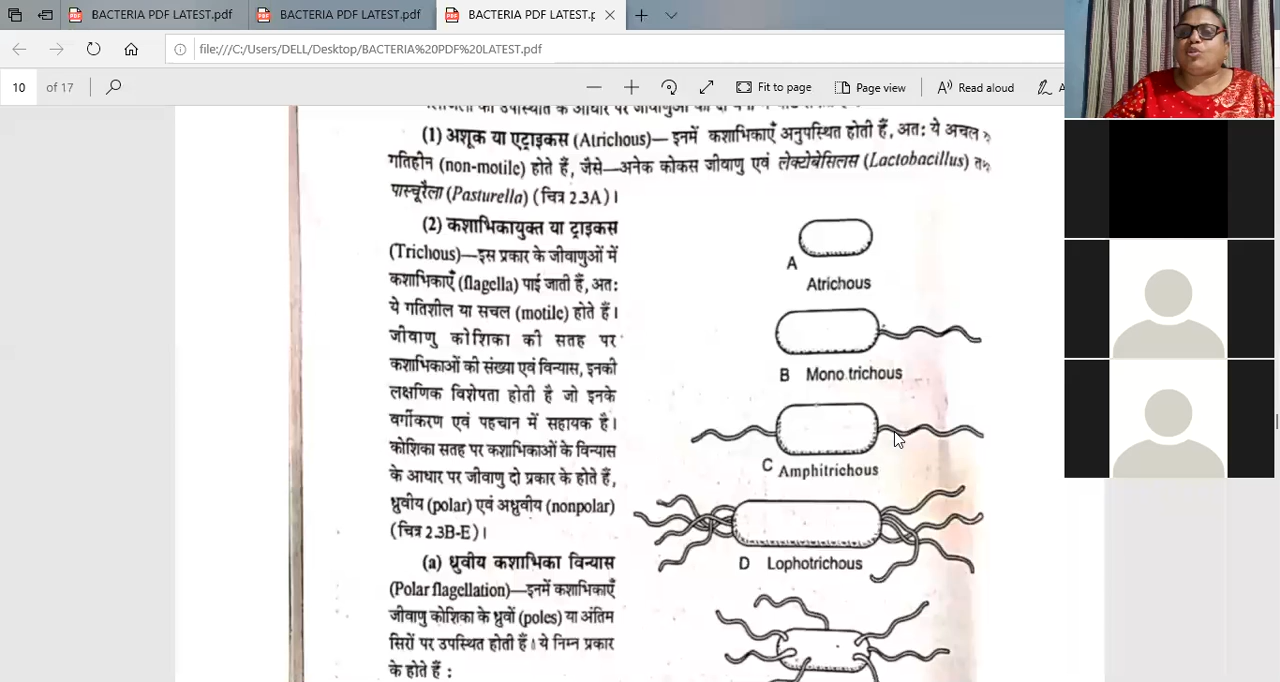 BACTERIA PDF LATEST.pdf
BACTERIA PDF LATEST.pdf
BACTERIA PDF LATEST.p
file:///C:/Users/DELL/Desktop/BACTERIA%20PDF%20LATEST.pdf
10 of 17
Fit to page
Page view
Read aloud
के आधार पर जीवाणुओं को दो
(1) अशूक या एट्राइकस (Atrichous)— इनमें कशाभिकाएँ अनुपस्थित होती हैं, अतः ये अचल
गतिहीन (non-motile) होते हैं, जैसे—अनेक कोकस जीवाणु एवं लेक्टोबेसिलस (Lactobacillus)
पास्चूरैला (Pasturella) (चित्र 2.3A)।
(2) कशाभिकायुक्त या ट्राइकस
(Trichous)—इस प्रकार के जीवाणुओं में
कशाभिकाएँ (flagella) पाई जाती हैं, अतः
ये गतिशील या सचल (motile) होते हैं।
जीवाणु कोशिका की सतह पर
कशाभिकाओं की संख्या एवं विन्यास, इनकी
लक्षणिक विशेषता होती है जो इनके
वर्गीकरण एवं पहचान में सहायक है।
कोशिका सतह पर कशाभिकाओं के विन्यास
के आधार पर जीवाणु दो प्रकार के होते हैं,
ध्रुवीय (polar) एवं अध्रुवीय (nonpolar)
(चित्र 2.3B-E)।
(a) ध्रुवीय कशाभिका विन्यास
(Polar flagellation)—इनमें कशाभिकाएँ
जीवाणु कोशिका के ध्रुवों (poles) या अंतिम
सिरों पर उपस्थित होती हैं। ये निम्न प्रकार
के होते हैं :
A
Atrichous
B Mono trichous
C Amphitrichous
D Lophotrichous